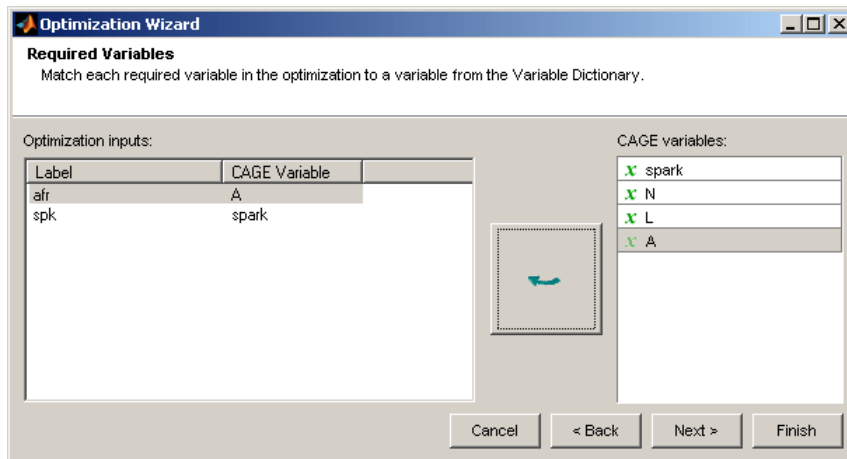 Optimization Wizard
Required Variables
Match each required variable in the optimization to a variable from the Variable Dictionary.
Optimization inputs:
CAGE variables:
Label CAGE Variable
afr A
spk spark
x spark
x N
x L
x A
Cancel < Back Next > Finish